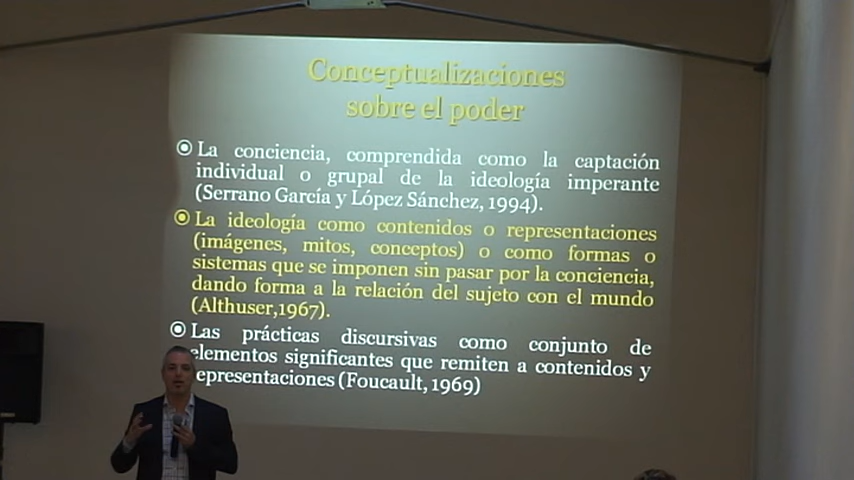 Conceptualizaciones
sobre el poder
La conciencia, comprendida como la captación
individual o grupal de la ideología imperante
(Serrano García y López Sánchez, 1994).
La ideología como contenidos o representaciones
(imágenes, mitos, conceptos) o como formas o
sistemas que se imponen sin pasar por la conciencia,
dando forma a la relación del sujeto con el mundo
(Althuser,1967).
Las prácticas discursivas como conjunto de
elementos significantes que remiten a contenidos y
epresentaciones (Foucault, 1969)